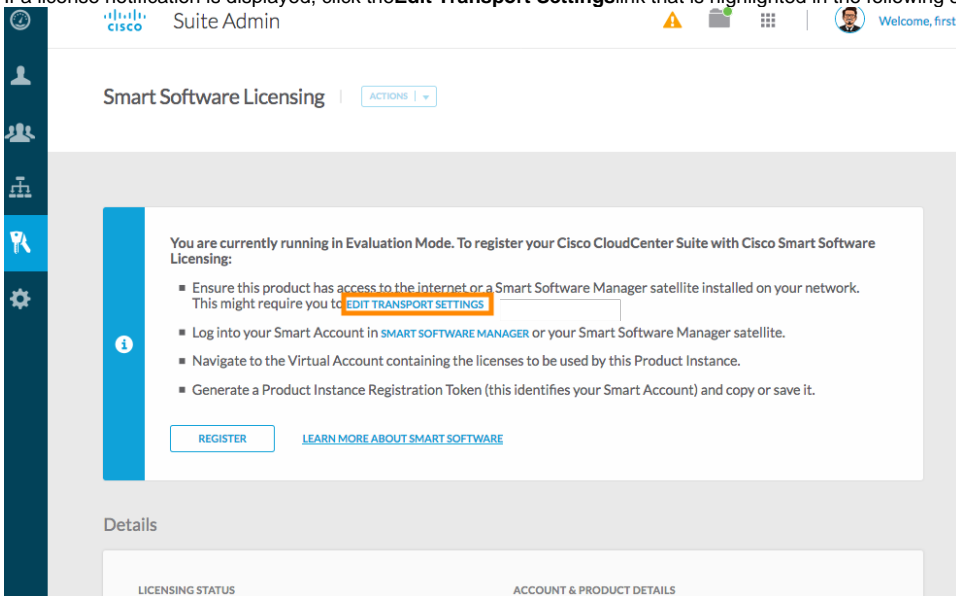 If a license notification is displayed, click theEdit Transport Settingslink that is highlighted in the following
cisco Suite Admin
Welcome, first
Smart Software Licensing
ACTIONS
You are currently running in Evaluation Mode. To register your Cisco CloudCenter Suite with Cisco Smart Software
Licensing:
Ensure this product has access to the internet or a Smart Software Manager satellite installed on your network.
This might require you to EDIT TRANSPORT SETTINGS
Log into your Smart Account in SMART SOFTWARE MANAGER or your Smart Software Manager satellite.
Navigate to the Virtual Account containing the licenses to be used by this Product Instance.
Generate a Product Instance Registration Token (this identifies your Smart Account) and copy or save it.
REGISTER
LEARN MORE ABOUT SMART SOFTWARE
Details
LICENSING STATUS
ACCOUNT & PRODUCT DETAILS